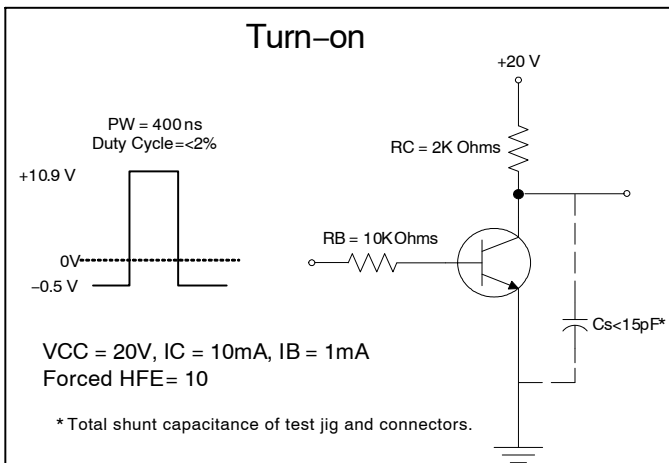 Turn–on
+20 V
PW = 400 ns
Duty Cycle=<2%
RC = 2K Ohms
+10.9 V
RB = 10K Ohms
0V
–0.5 V
Cs<15pF*
VCC = 20V, IC = 10mA, IB = 1mA
Forced HFE= 10
* Total shunt capacitance of test jig and connectors.